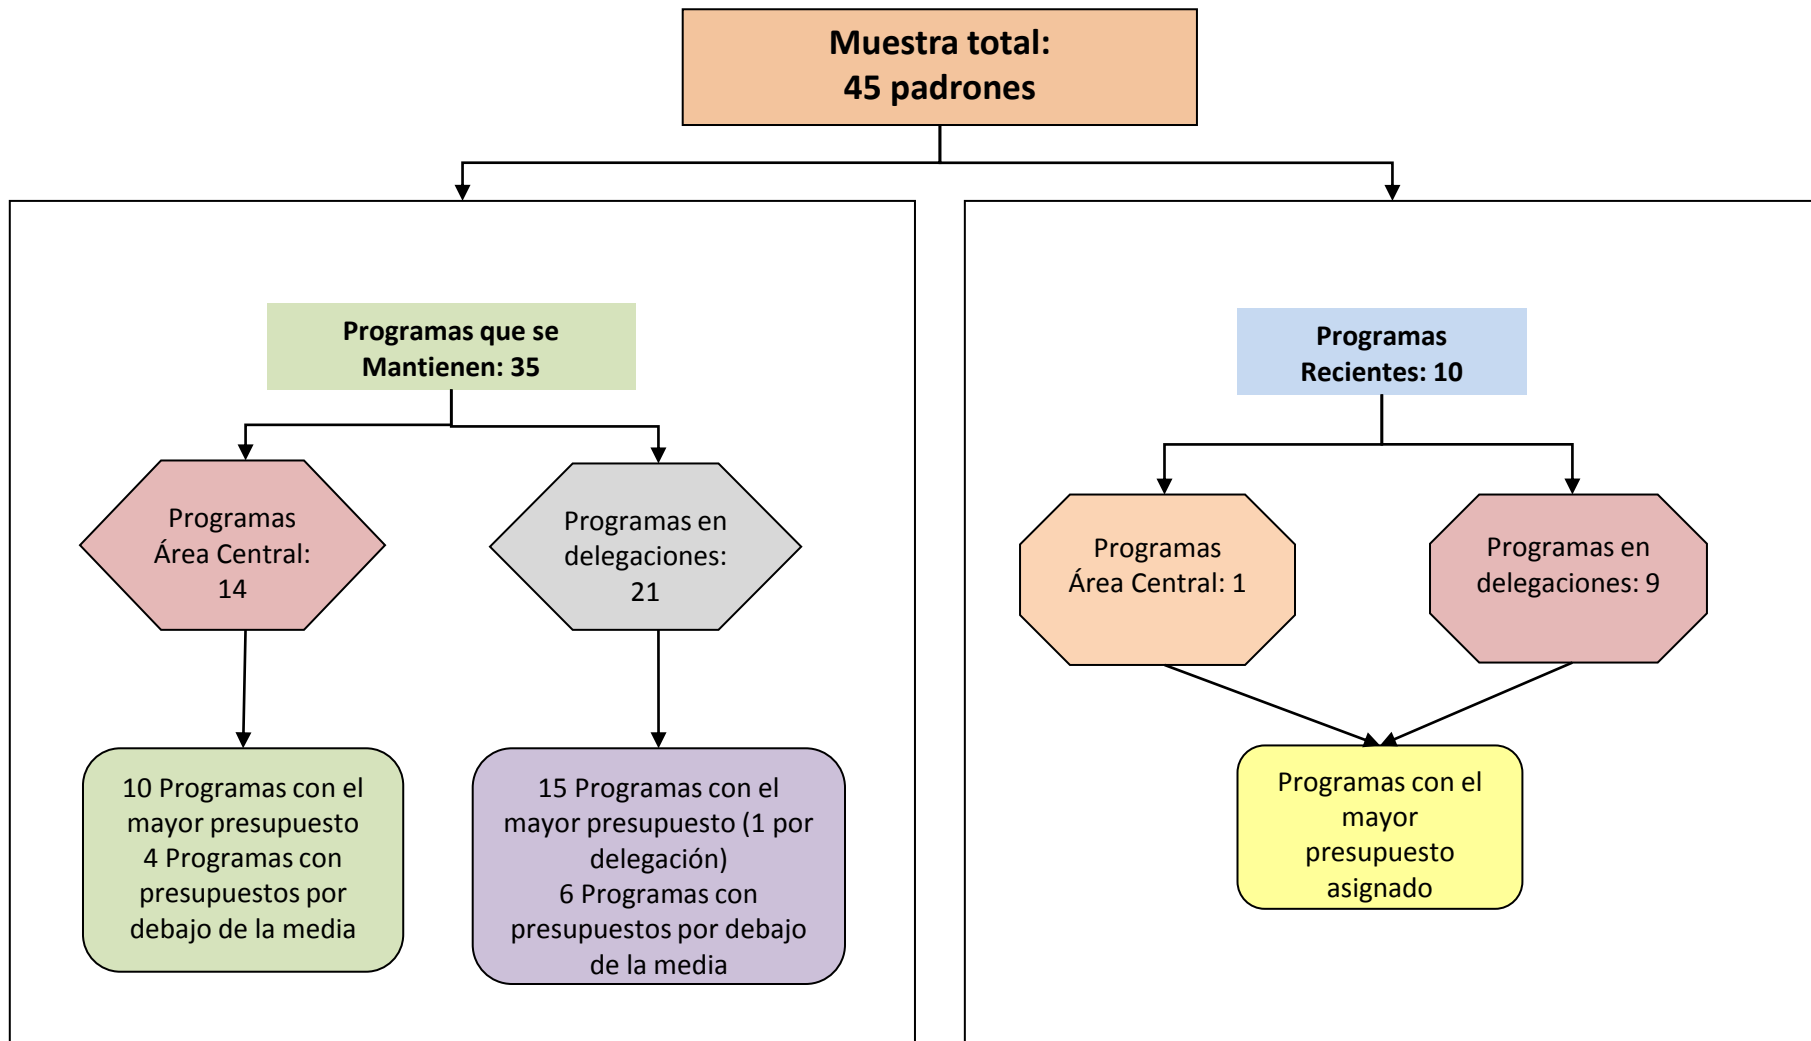 Muestra total:
45 padrones
Programas que se
Mantienen: 35
Programas
Área Central:
14
Programas en
delegaciones:
21
10 Programas con el
mayor presupuesto
4 Programas con
presupuestos por
debajo de la media
15 Programas con el
mayor presupuesto (1 por
delegación)
6 Programas con
presupuestos por debajo
de la media
Programas
Recientes: 10
Programas
Área Central: 1
Programas en
delegaciones: 9
Programas con el
mayor
presupuesto
asignado